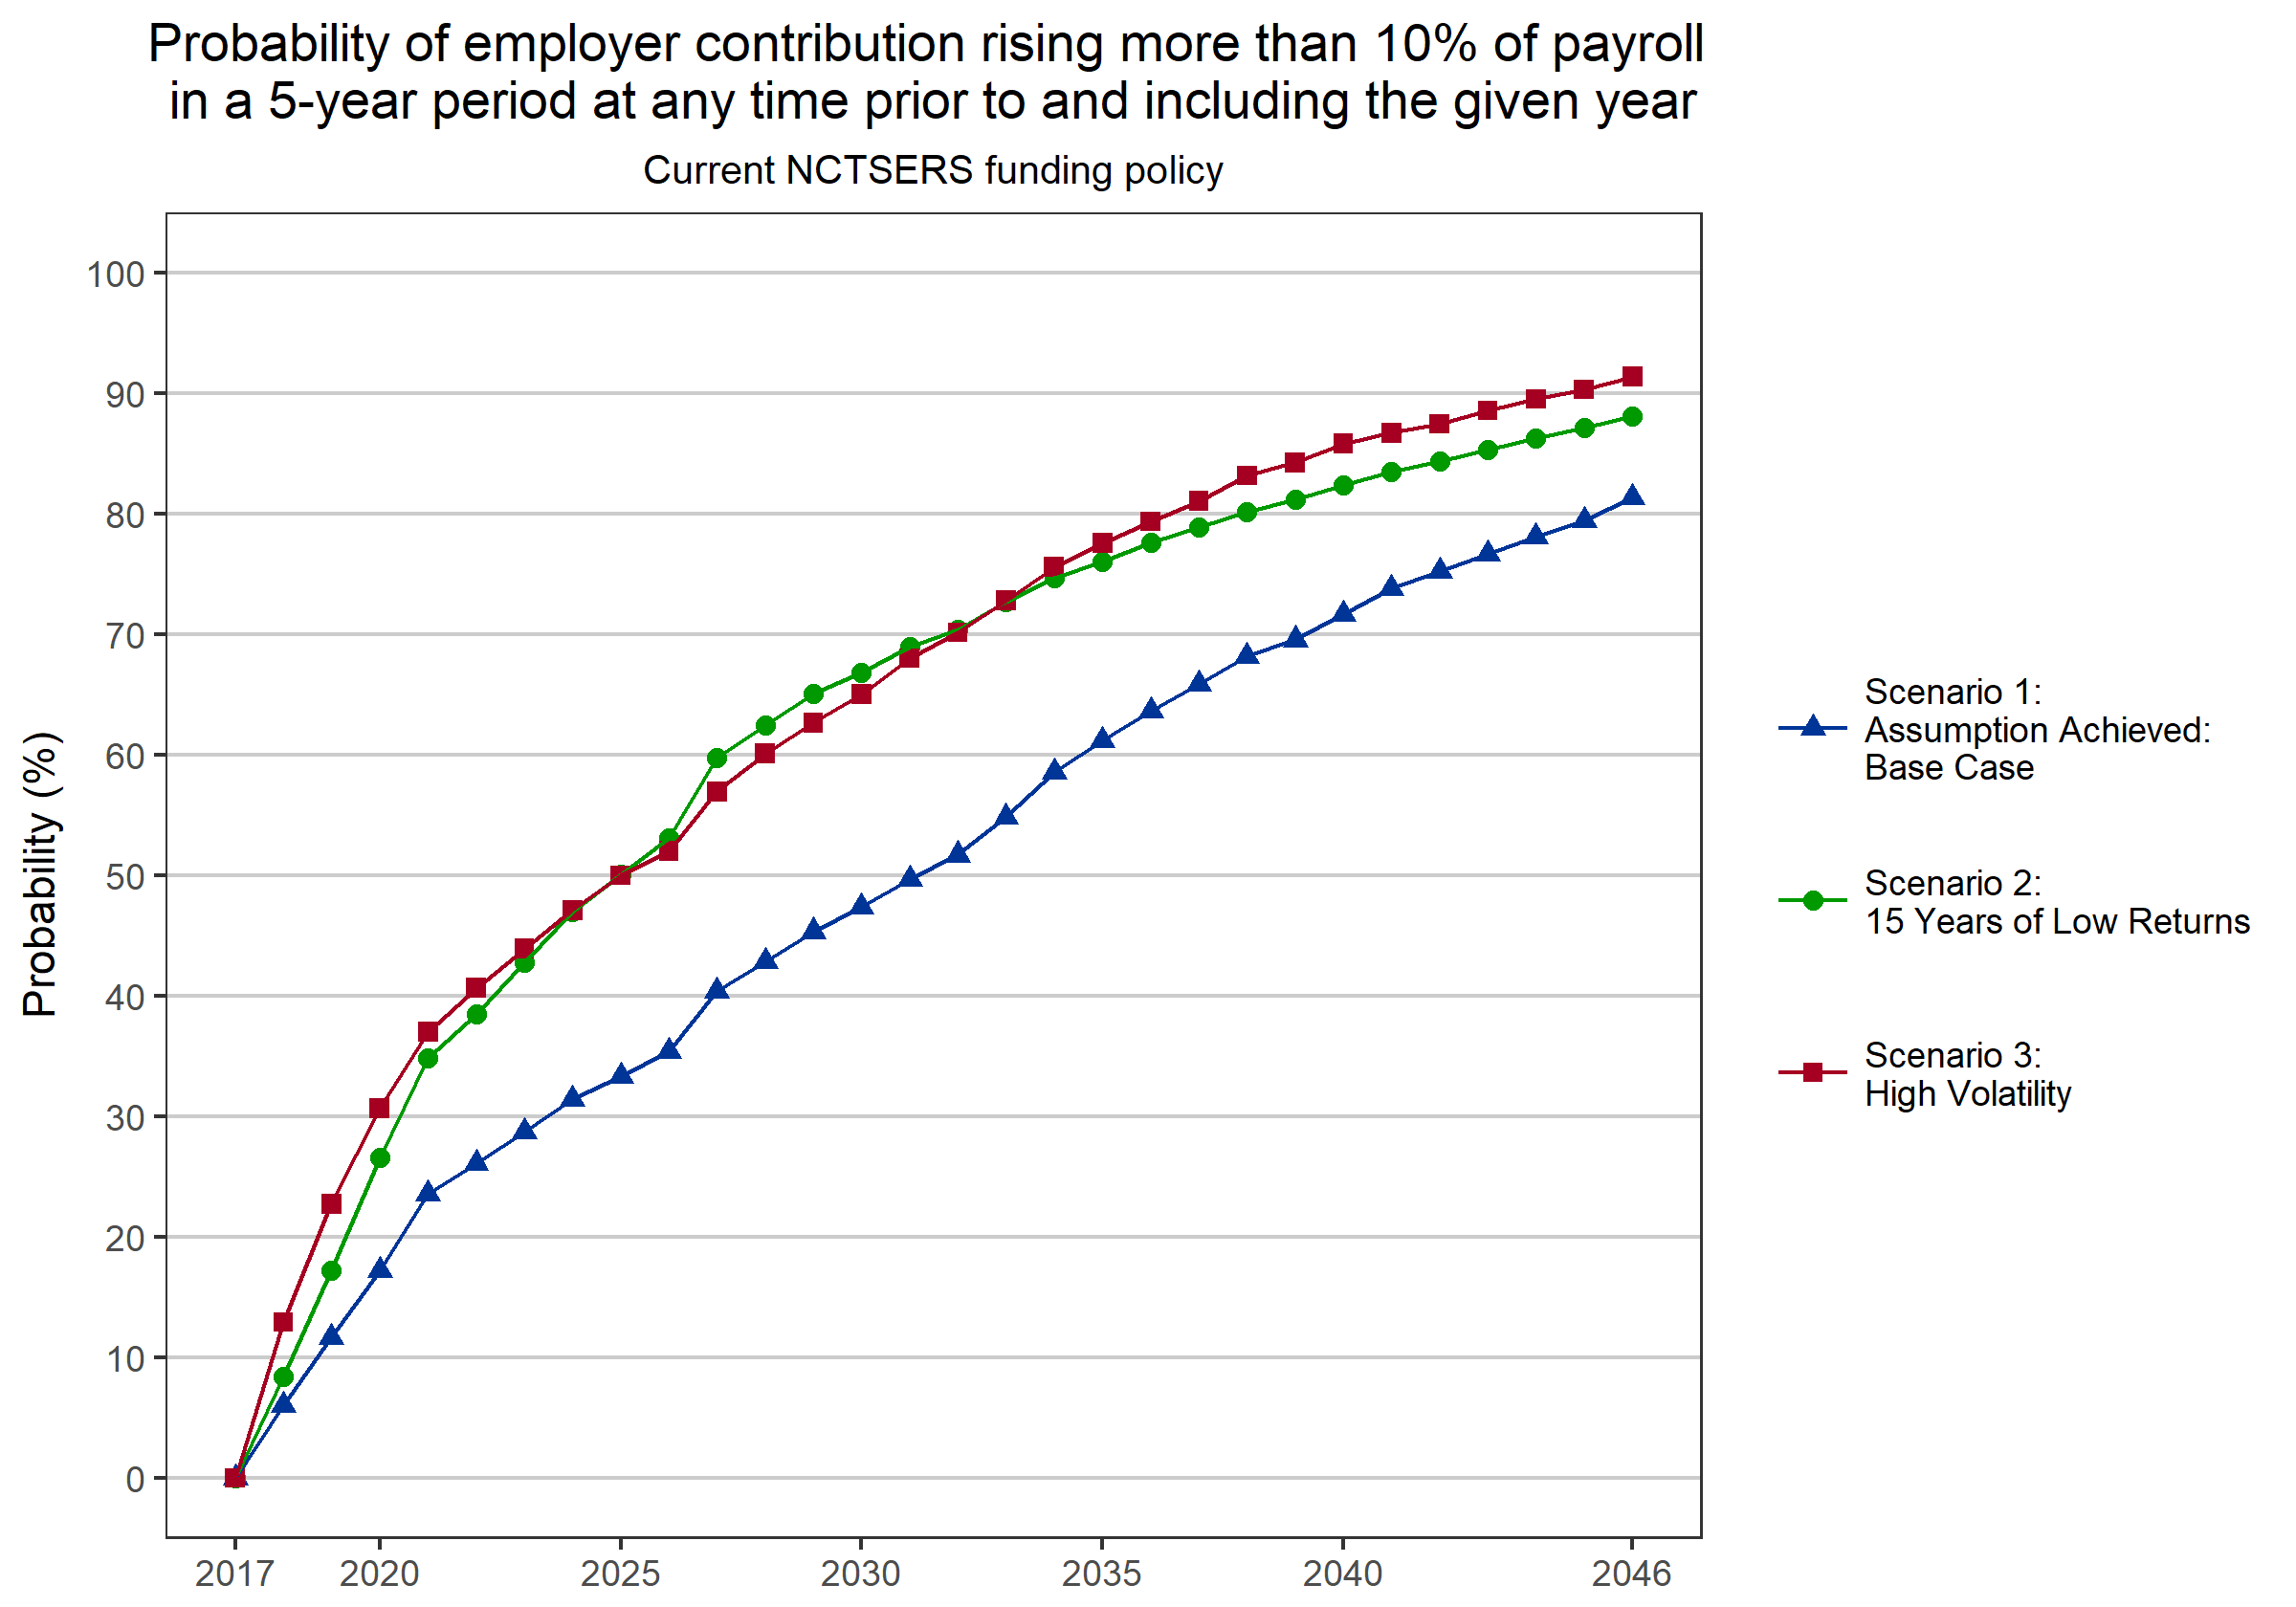 Probability of employer contribution rising more than 10% of payroll
in a 5-year period at any time prior to and including the given year
Current NCTSERS funding policy
Probability (%)
100
90
80
70
60
50
40
30
20
10
0
2017
2020
2025
2030
2035
2040
2046
Scenario 1:
Assumption Achieved:
Base Case
Scenario 2:
15 Years of Low Returns
Scenario 3:
High Volatility